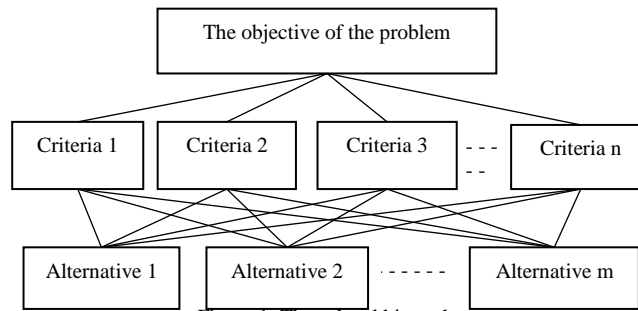 The objective of the problem
Criteria 1 Criteria 2 Criteria 3 - - - - - Criteria n
Alternative 1 Alternative 2 - - - - - - Alternative m